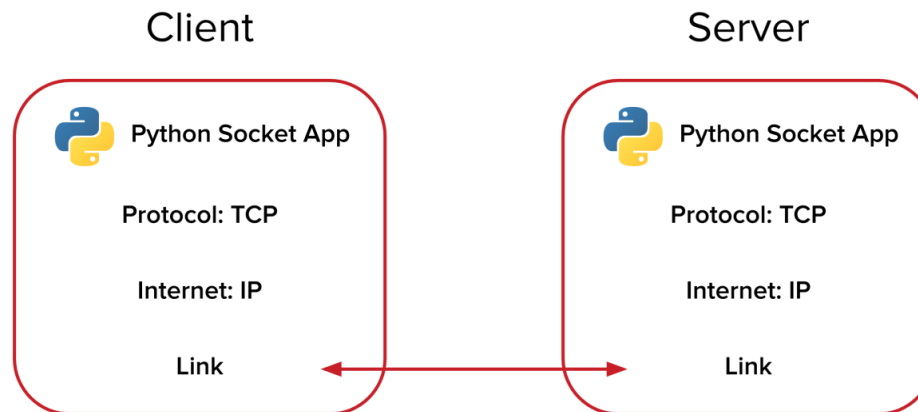 Client
Server
Python Socket App
Protocol: TCP
Internet: IP
Link
Python Socket App
Protocol: TCP
Internet: IP
Link